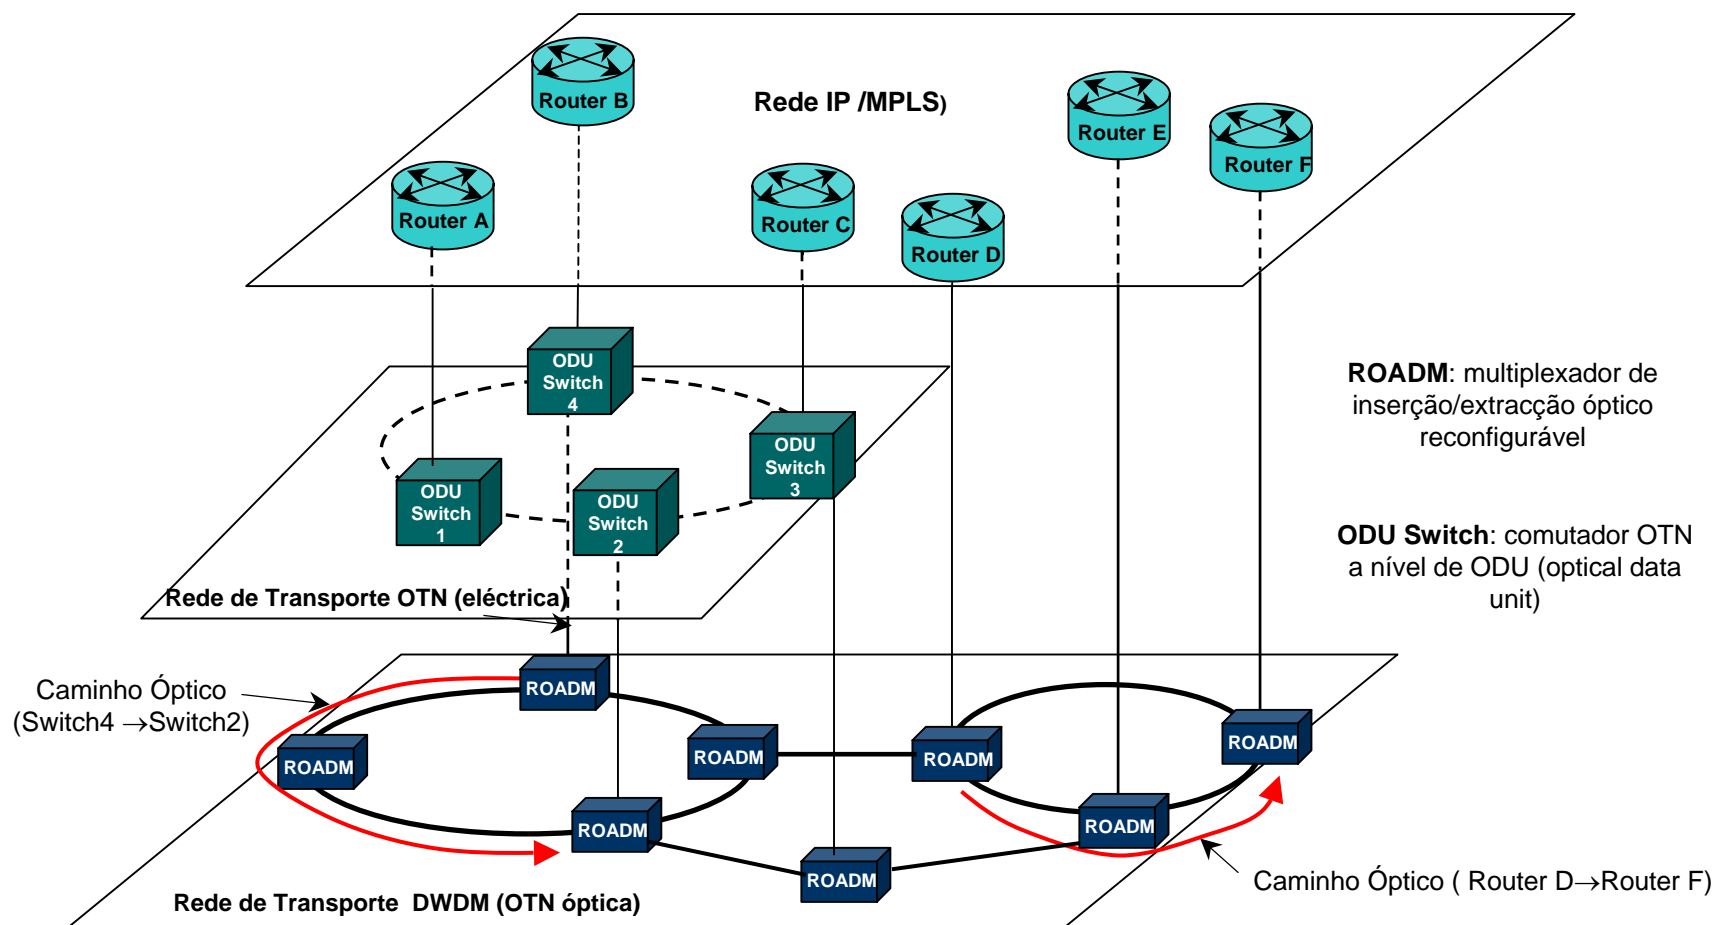 Router B
Rede IP /MPLS)
Router E
Router F
Router A
Router C
Router D
ODU
Switch
4
ODU
Switch
3
ODU
Switch
1
ODU
Switch
2
ROADM: multiplexador de
inserção/extracção óptico
reconfigurável
ODU Switch: comutador OTN
a nível de ODU (optical data
unit)
Rede de Transporte OTN (eléctrica)
Caminho Óptico
(Switch4 →Switch2)
ROADM
ROADM
ROADM
ROADM
ROADM
ROADM
ROADM
ROADM
Caminho Óptico ( Router D→Router F)
Rede de Transporte DWDM (OTN óptica)